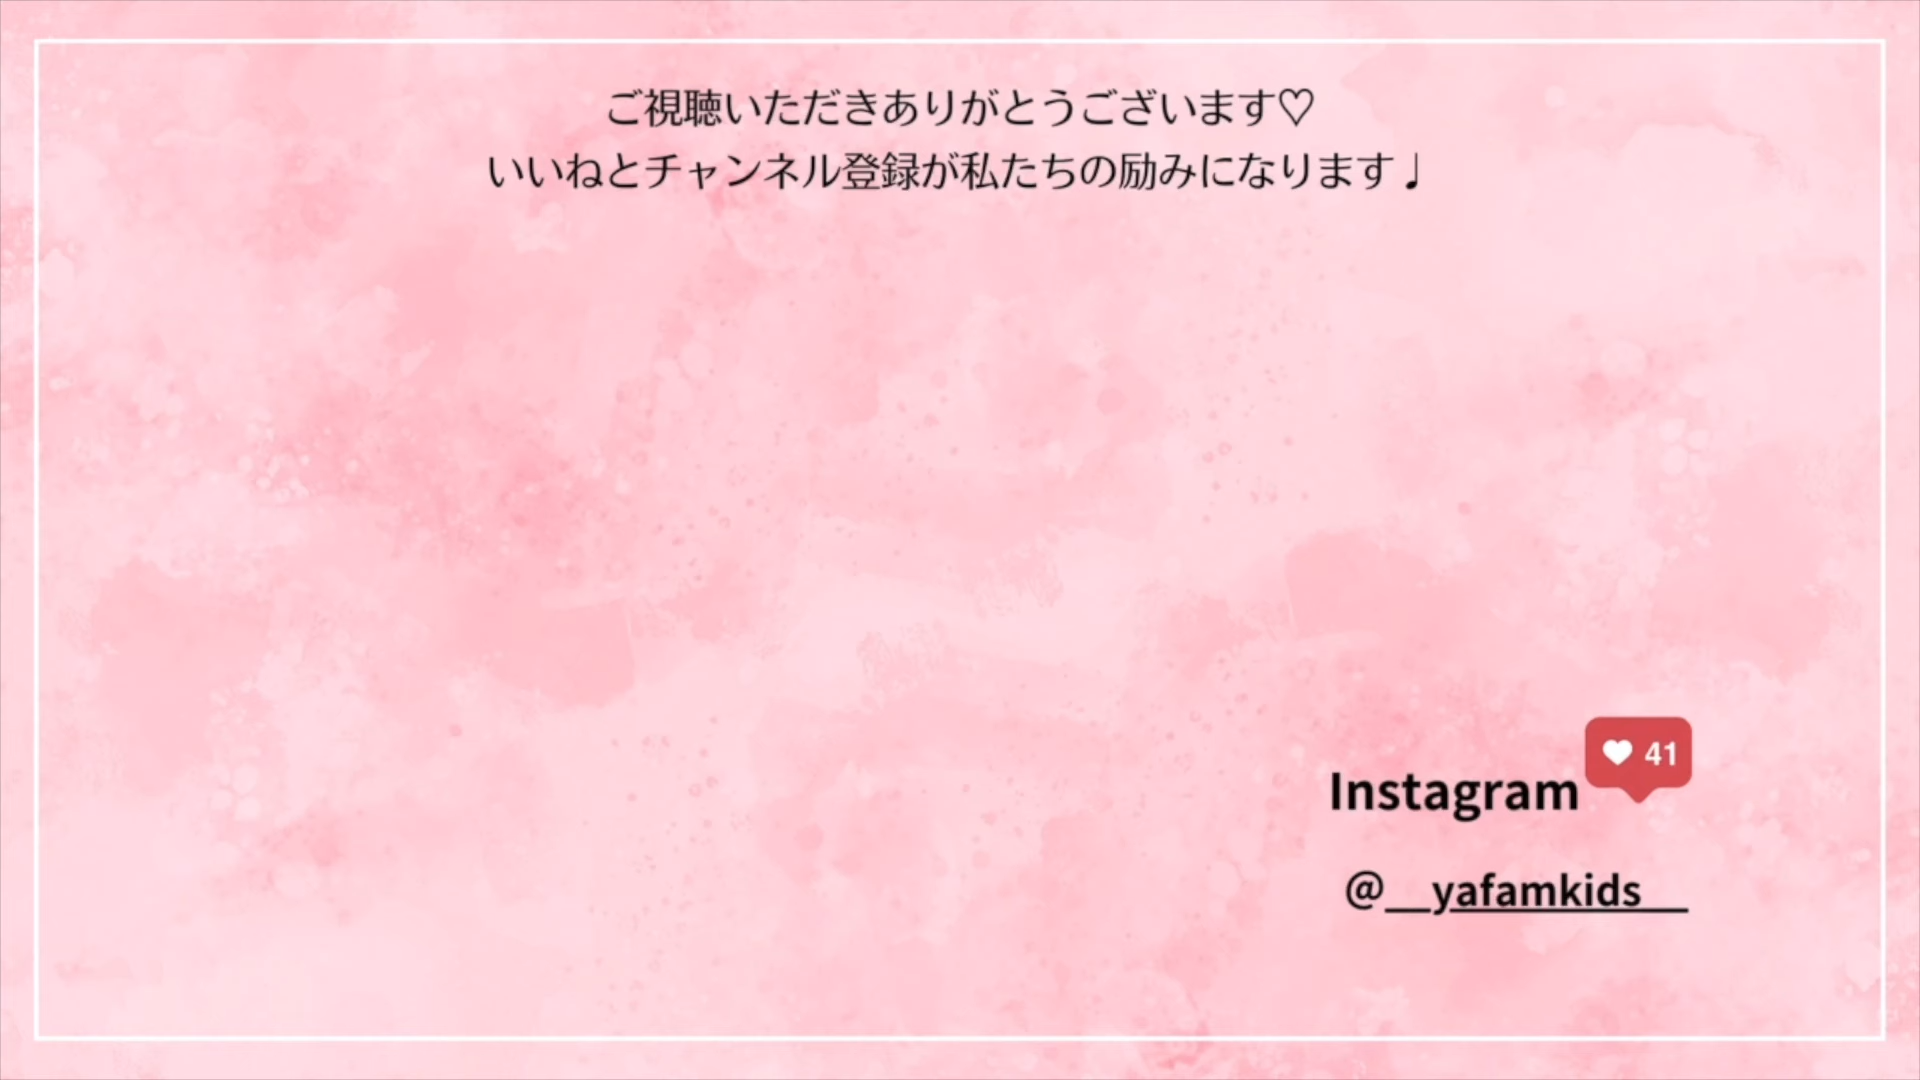 ご視聴いただきありがとうございます♡
いいねとチャンネル登録が私たちの励みになります♩
41
Instagram
@__yafamkids__